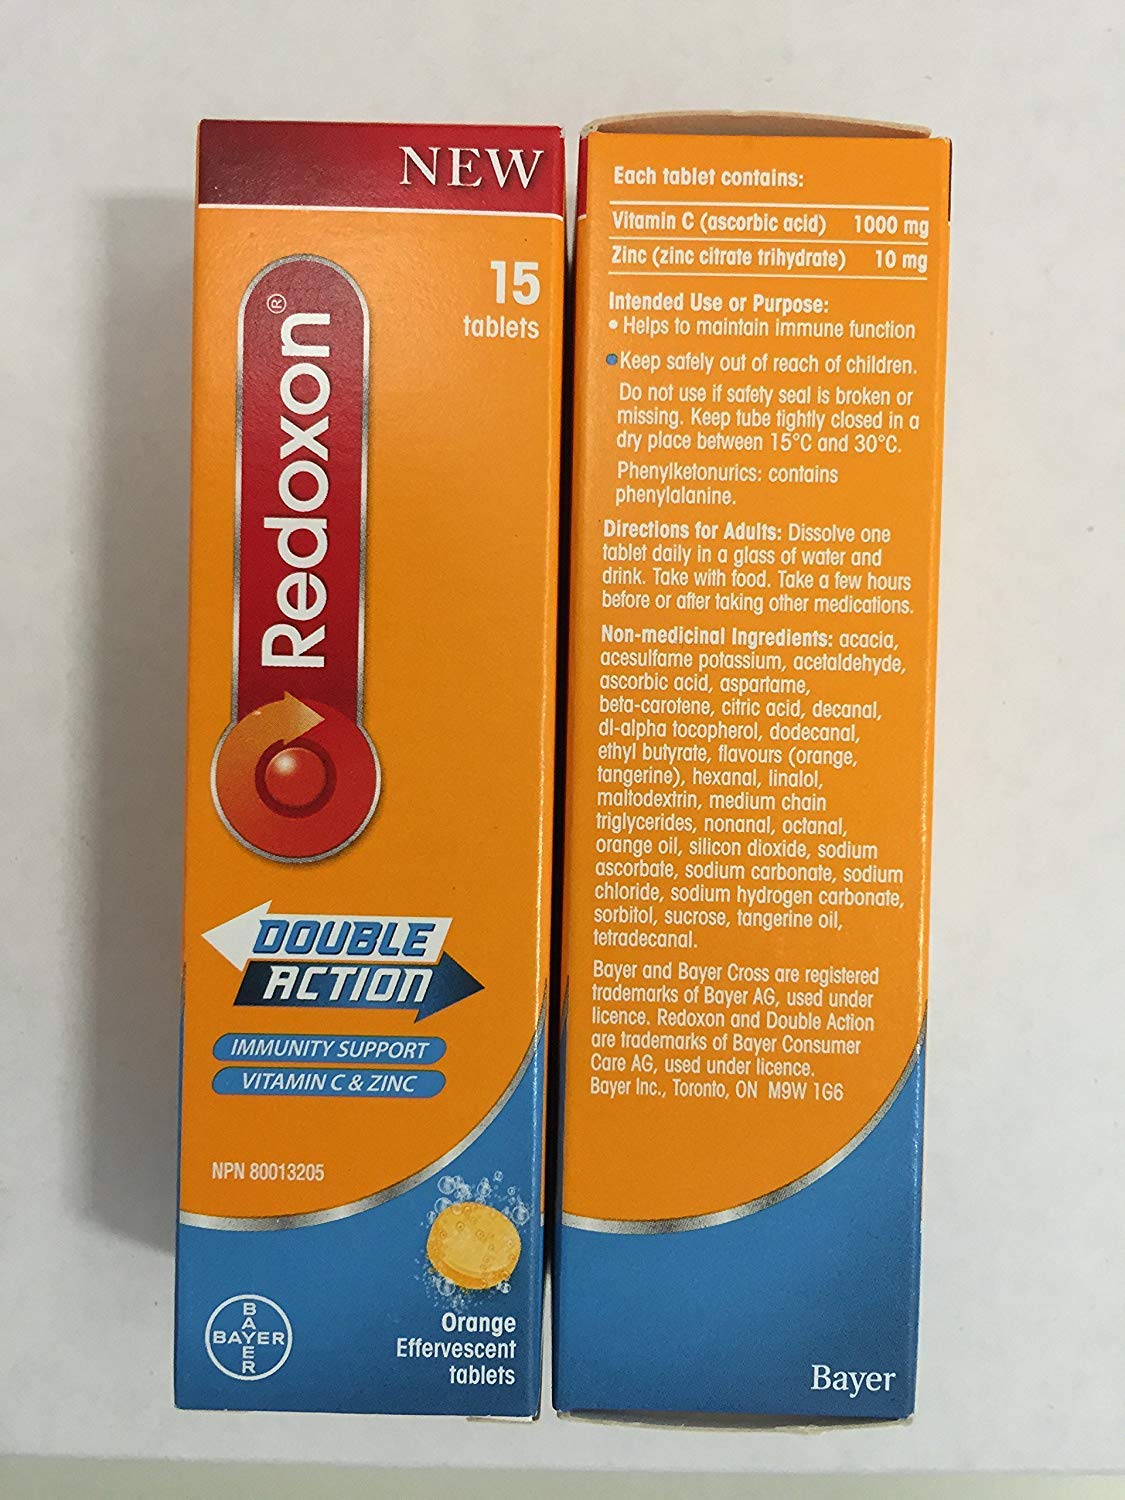 NEW
15
tablets
Redoxon®
DOUBLE
ACTION
IMMUNITY SUPPORT
VITAMIN C & ZINC
NPN 80013205
BAYER
BAYER
Orange
Effervescent
tablets
Each tablet contains:
Vitamin C (ascorbic acid) 1000 mg
Zinc (zinc citrate trihydrate) 10 mg
Intended Use or Purpose:
• Helps to maintain immune function
• Keep safely out of reach of children.
Do not use if safety seal is broken or
missing. Keep tube tightly closed in a
dry place between 15°C and 30°C.
Phenylketonurics: contains
phenylalanine.
Directions for Adults: Dissolve one
tablet daily in a glass of water and
drink. Take with food. Take a few hours
before or after taking other medications.
Non-medicinal Ingredients: acacia,
acesulfame potassium, acetaldehyde,
ascorbic acid, aspartame,
beta-carotene, citric acid, decanal,
dl-alpha tocopherol, dodecanal,
ethyl butyrate, flavours (orange,
tangerine), hexanal, linalol,
maltodextrin, medium chain
triglycerides, nonanal, octanal,
orange oil, silicon dioxide, sodium
ascorbate, sodium carbonate, sodium
chloride, sodium hydrogen carbonate,
sorbitol, sucrose, tangerine oil,
tetradecanal.
Bayer and Bayer Cross are registered
trademarks of Bayer AG, used under
licence. Redoxon and Double Action
are trademarks of Bayer Consumer
Care AG, used under licence.
Bayer Inc., Toronto, ON M9W 1G6
Bayer